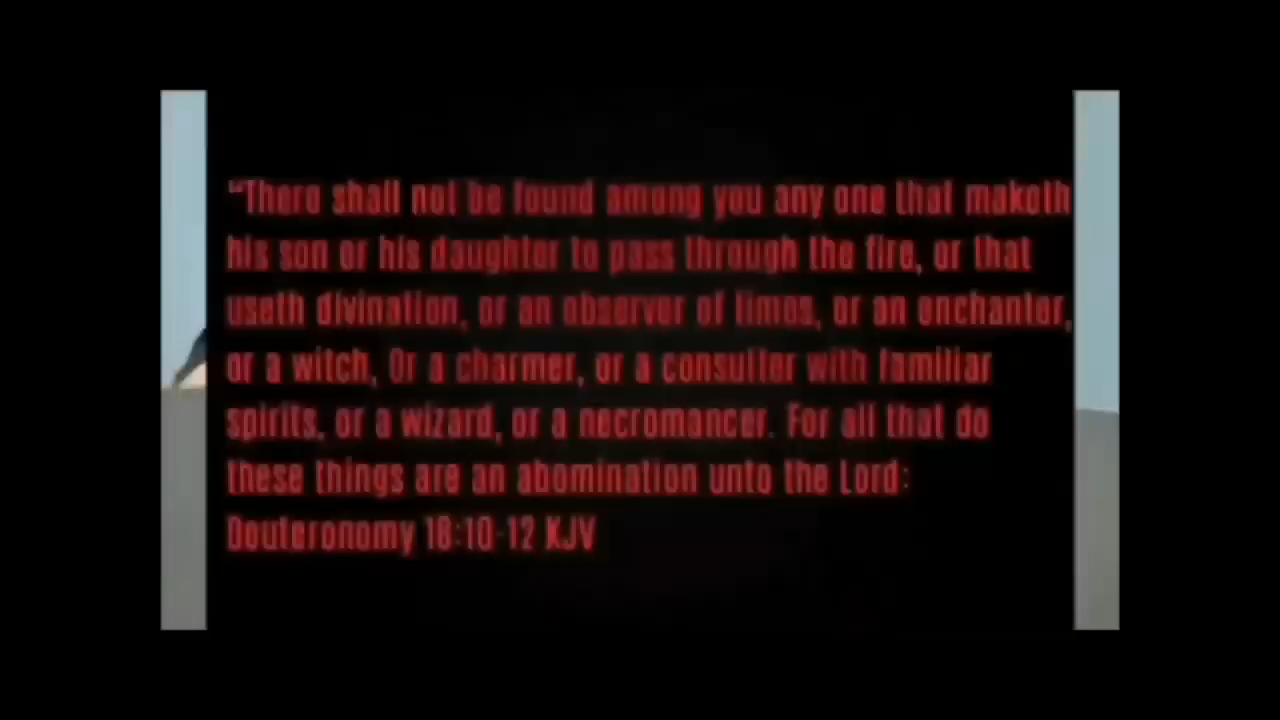 "There shall not be found among you any one that maketh
his son or his daughter to pass through the fire, or that
useth divination, or an observer of times, or an enchanter,
or a witch, Or a charmer, or a consulter with familiar
spirits, or a wizard, or a necromancer. For all that do
these things are an abomination unto the Lord:
Deuteronomy 18:10-12 KJV